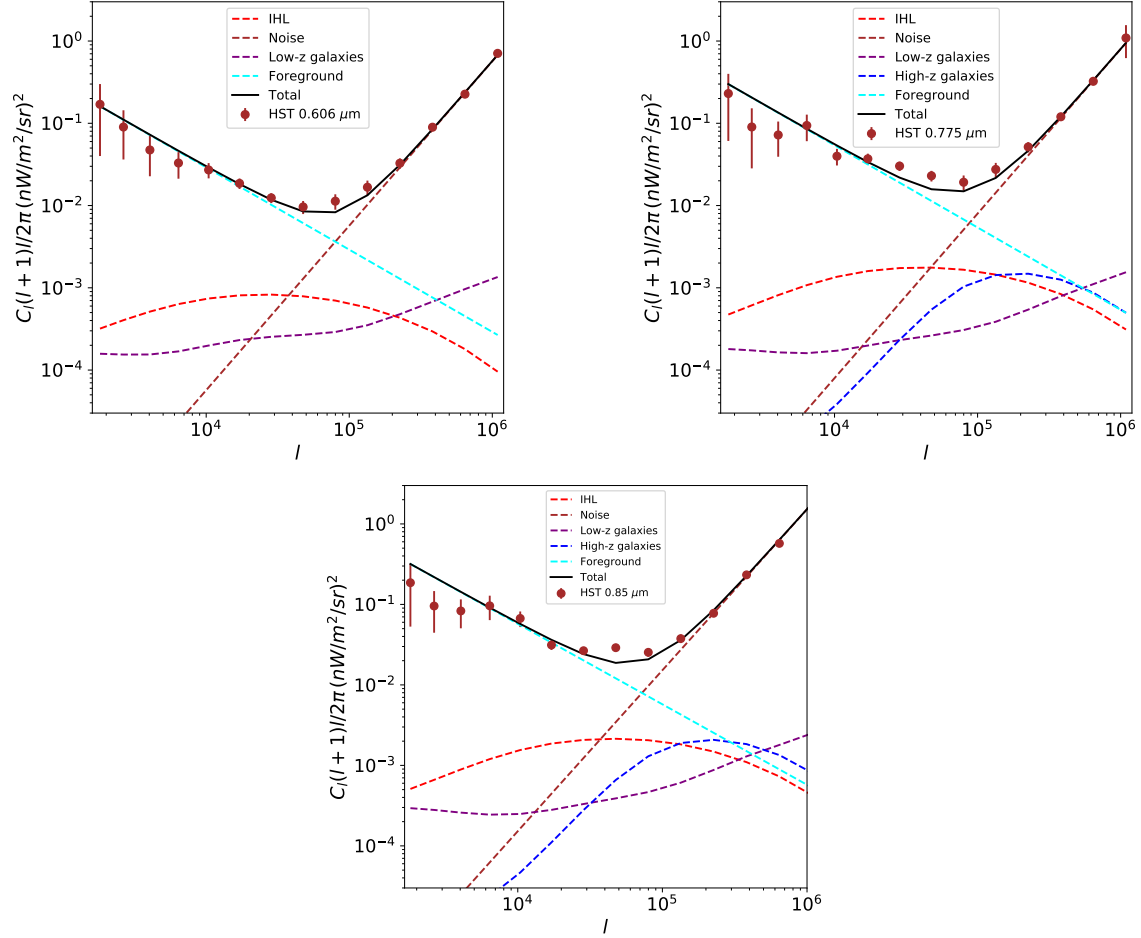 IHL
Noise
Low-z galaxies
Foreground
Total
HST 0.606 μm
10^0
10^-1
10^-2
10^-3
10^-4
C_l(l + 1)l/2π (nW/m^2/sr)^2
10^4
10^5
10^6
l
IHL
Noise
Low-z galaxies
High-z galaxies
Foreground
Total
HST 0.775 μm
10^0
10^-1
10^-2
10^-3
10^-4
C_l(l + 1)l/2π (nW/m^2/sr)^2
10^4
10^5
10^6
l
IHL
Noise
Low-z galaxies
High-z galaxies
Foreground
Total
HST 0.85 μm
10^0
10^-1
10^-2
10^-3
10^-4
C_l(l + 1)l/2π (nW/m^2/sr)^2
10^4
10^5
10^6
l